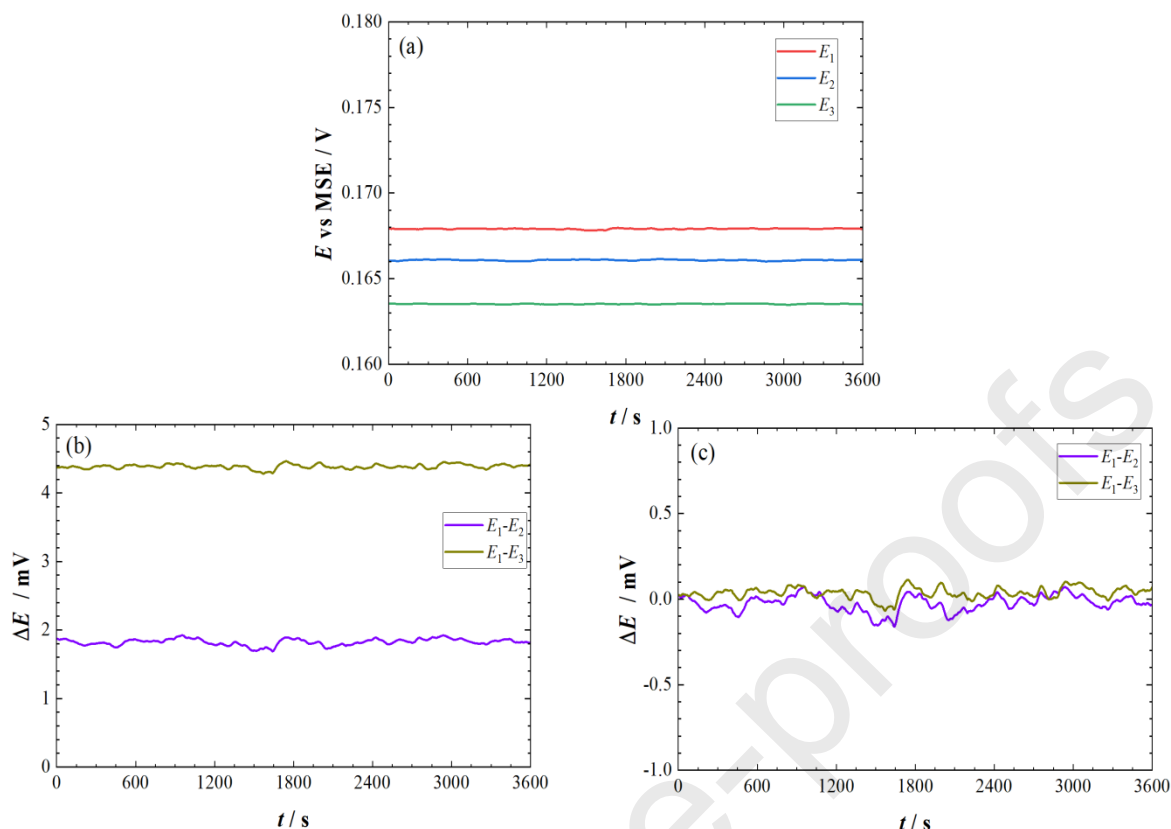 (a)
0.180
0.175
0.170
0.165
0.160
E vs MSE / V
E1
E2
E3
0 600 1200 1800 2400 3000 3600
t / s
(b)
5
4
3
2
1
0
ΔE / mV
E1-E2
E1-E3
0 600 1200 1800 2400 3000 3600
t / s
(c)
1.0
0.5
0.0
-0.5
-1.0
ΔE / mV
E1-E2
E1-E3
0 600 1200 1800 2400 3000 3600
t / s
e-proofs